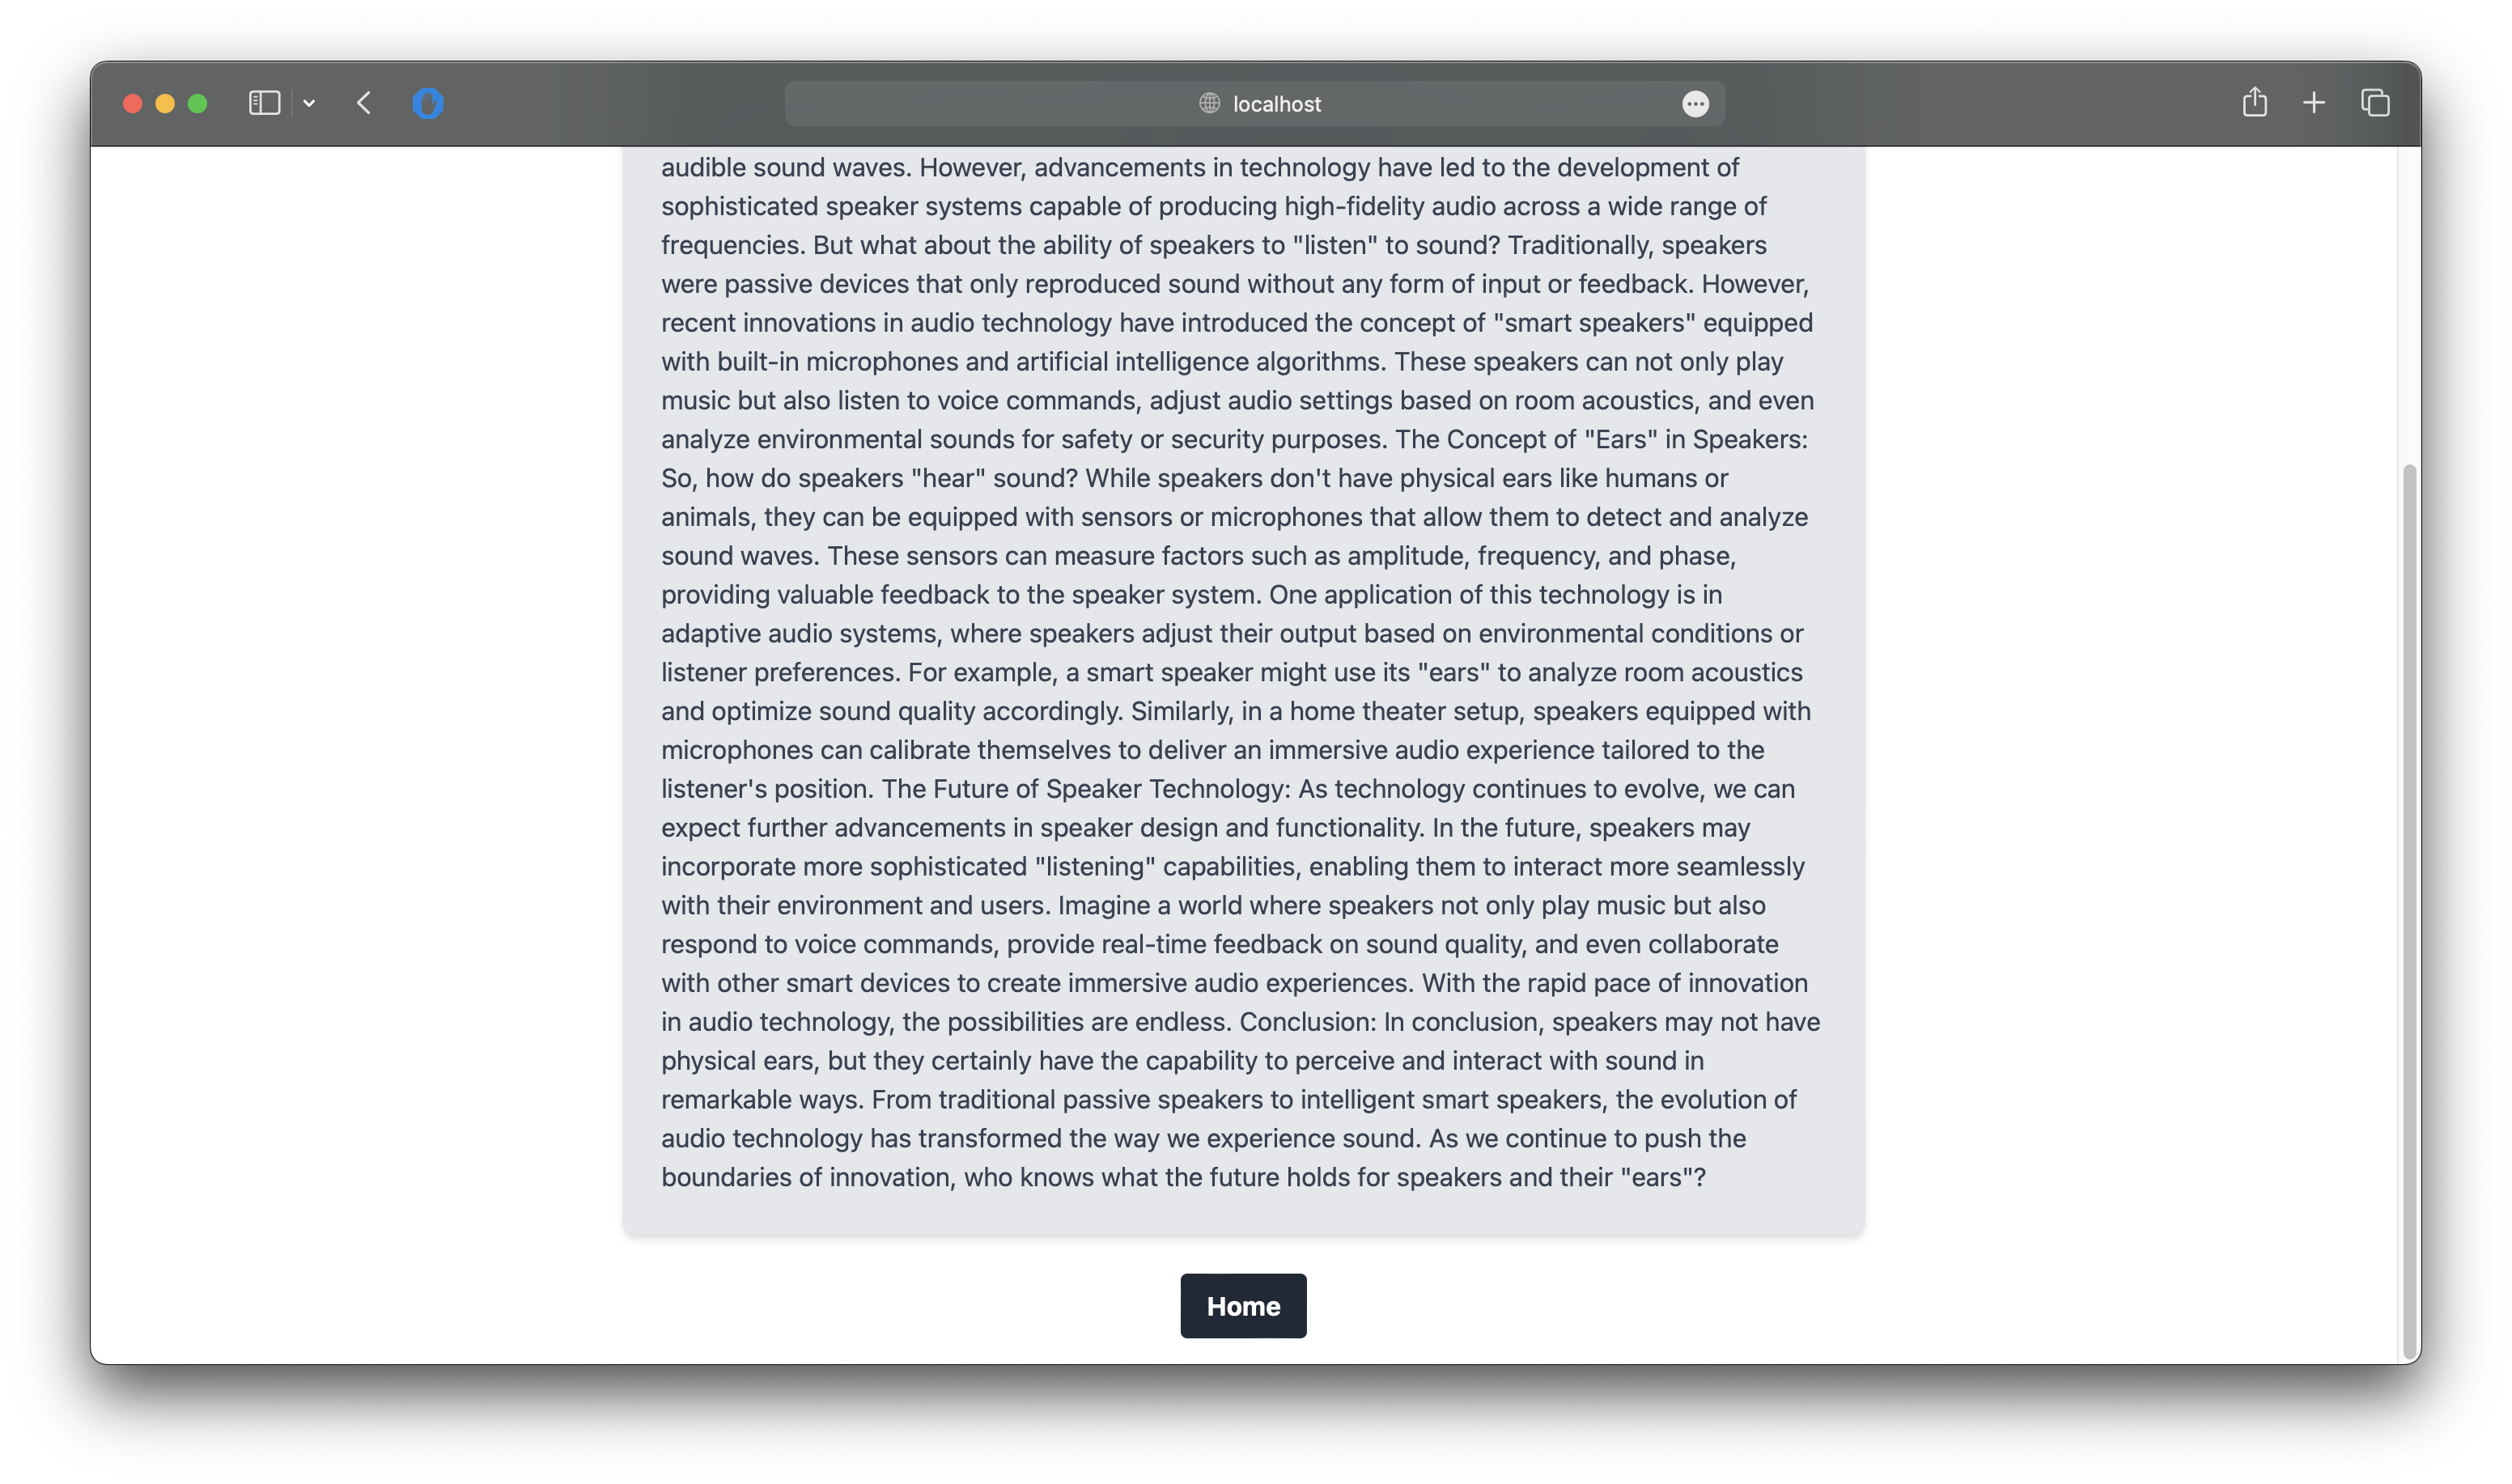 localhost
audible sound waves. However, advancements in technology have led to the development of
sophisticated speaker systems capable of producing high-fidelity audio across a wide range of
frequencies. But what about the ability of speakers to "listen" to sound? Traditionally, speakers
were passive devices that only reproduced sound without any form of input or feedback. However,
recent innovations in audio technology have introduced the concept of "smart speakers" equipped
with built-in microphones and artificial intelligence algorithms. These speakers can not only play
music but also listen to voice commands, adjust audio settings based on room acoustics, and even
analyze environmental sounds for safety or security purposes. The Concept of "Ears" in Speakers:
So, how do speakers "hear" sound? While speakers don't have physical ears like humans or
animals, they can be equipped with sensors or microphones that allow them to detect and analyze
sound waves. These sensors can measure factors such as amplitude, frequency, and phase,
providing valuable feedback to the speaker system. One application of this technology is in
adaptive audio systems, where speakers adjust their output based on environmental conditions or
listener preferences. For example, a smart speaker might use its "ears" to analyze room acoustics
and optimize sound quality accordingly. Similarly, in a home theater setup, speakers equipped with
microphones can calibrate themselves to deliver an immersive audio experience tailored to the
listener's position. The Future of Speaker Technology: As technology continues to evolve, we can
expect further advancements in speaker design and functionality. In the future, speakers may
incorporate more sophisticated "listening" capabilities, enabling them to interact more seamlessly
with their environment and users. Imagine a world where speakers not only play music but also
respond to voice commands, provide real-time feedback on sound quality, and even collaborate
with other smart devices to create immersive audio experiences. With the rapid pace of innovation
in audio technology, the possibilities are endless. Conclusion: In conclusion, speakers may not have
physical ears, but they certainly have the capability to perceive and interact with sound in
remarkable ways. From traditional passive speakers to intelligent smart speakers, the evolution of
audio technology has transformed the way we experience sound. As we continue to push the
boundaries of innovation, who knows what the future holds for speakers and their "ears"?
Home